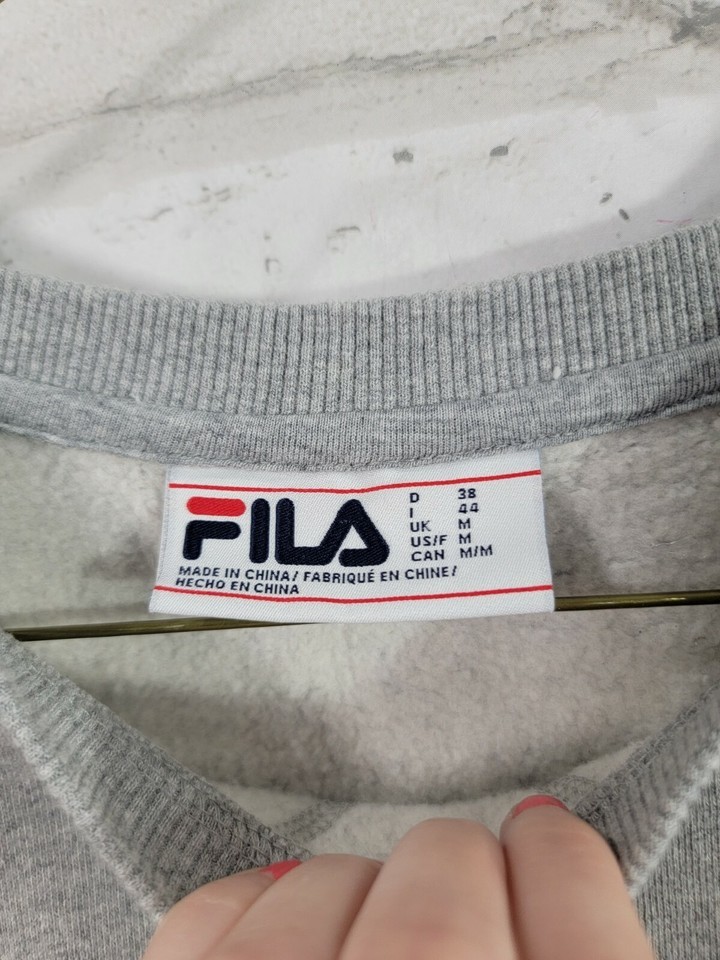 FILA
D 38
I 44
UK M
US/F M
CAN M/M
MADE IN CHINA/ FABRIQUÉ EN CHINE/
HECHO EN CHINA